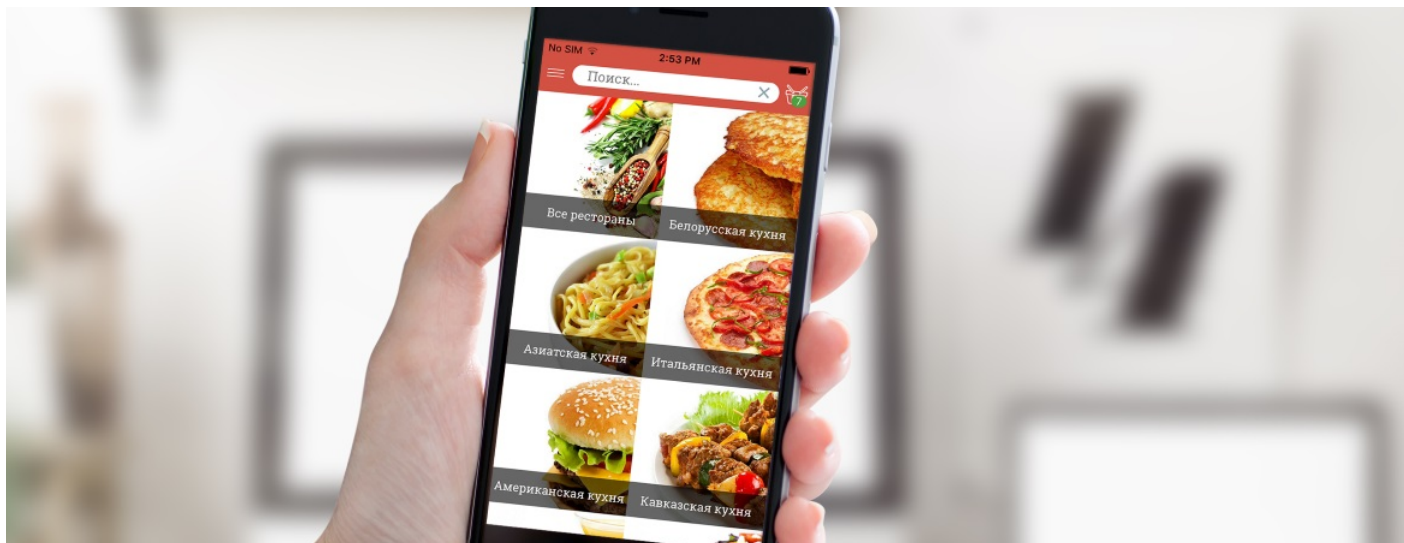 No SIM 2:53 PM
Поиск...
7
Все рестораны
Белорусская кухня
Азиатская кухня
Итальянская кухня
Американская кухня
Кавказская кухня